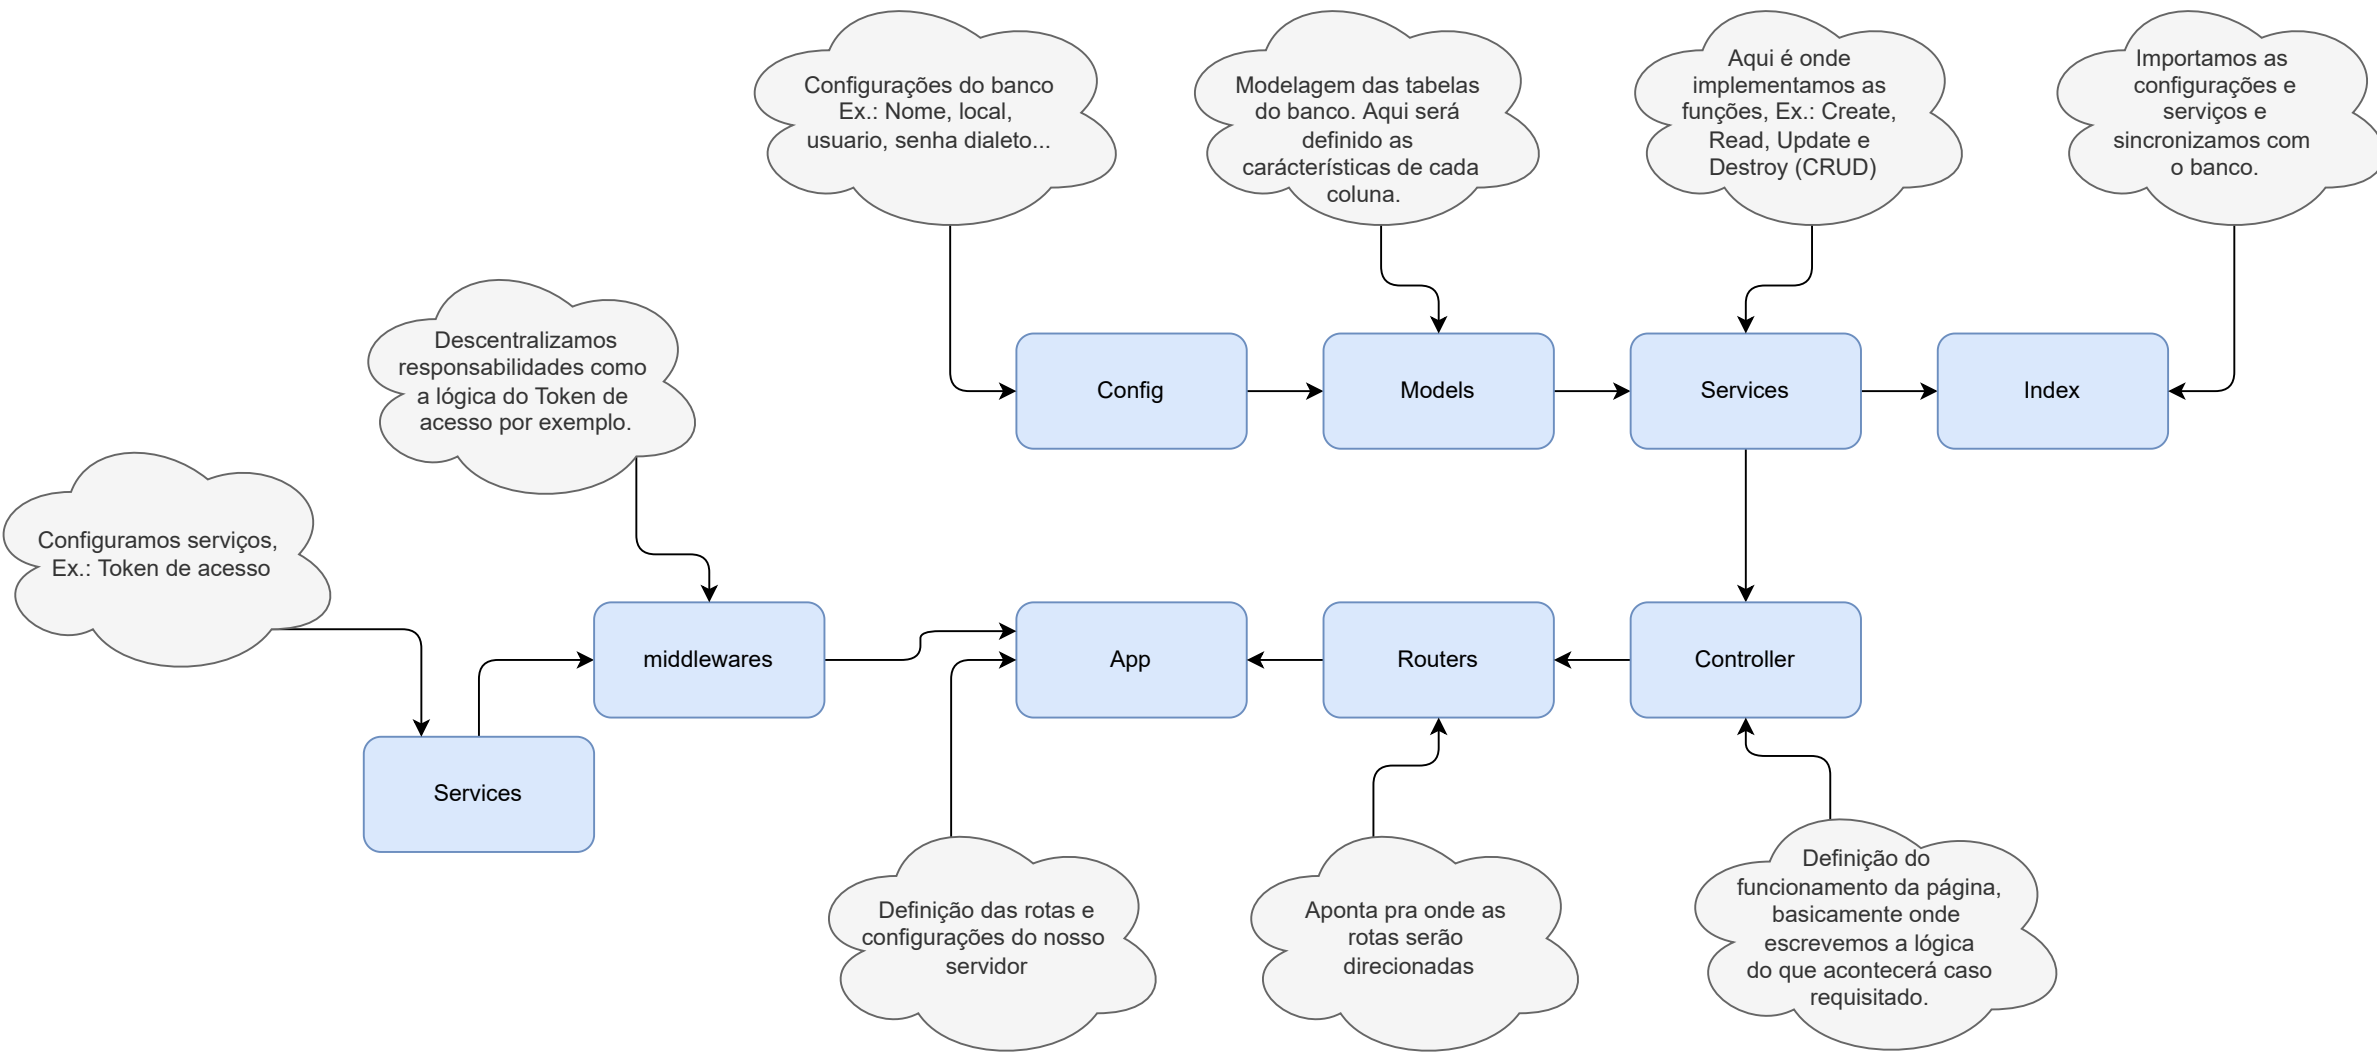 Configurações do banco
Ex.: Nome, local,
usuario, senha dialeto...
Modelagem das tabelas
do banco. Aqui será
definido as
carácterísticas de cada
coluna.
Aqui é onde
implementamos as
funções, Ex.: Create,
Read, Update e
Destroy (CRUD)
Importamos as
configurações e
serviços e
sincronizamos com
o banco.
Descentralizamos
responsabilidades como
a lógica do Token de
acesso por exemplo.
Config
Models
Services
Index
Configuramos serviços,
Ex.: Token de acesso
middlewares
App
Routers
Controller
Services
Definição das rotas e
configurações do nosso
servidor
Aponta pra onde as
rotas serão
direcionadas
Definição do
funcionamento da página,
basicamente onde
escrevemos a lógica
do que acontecerá caso
requisitado.